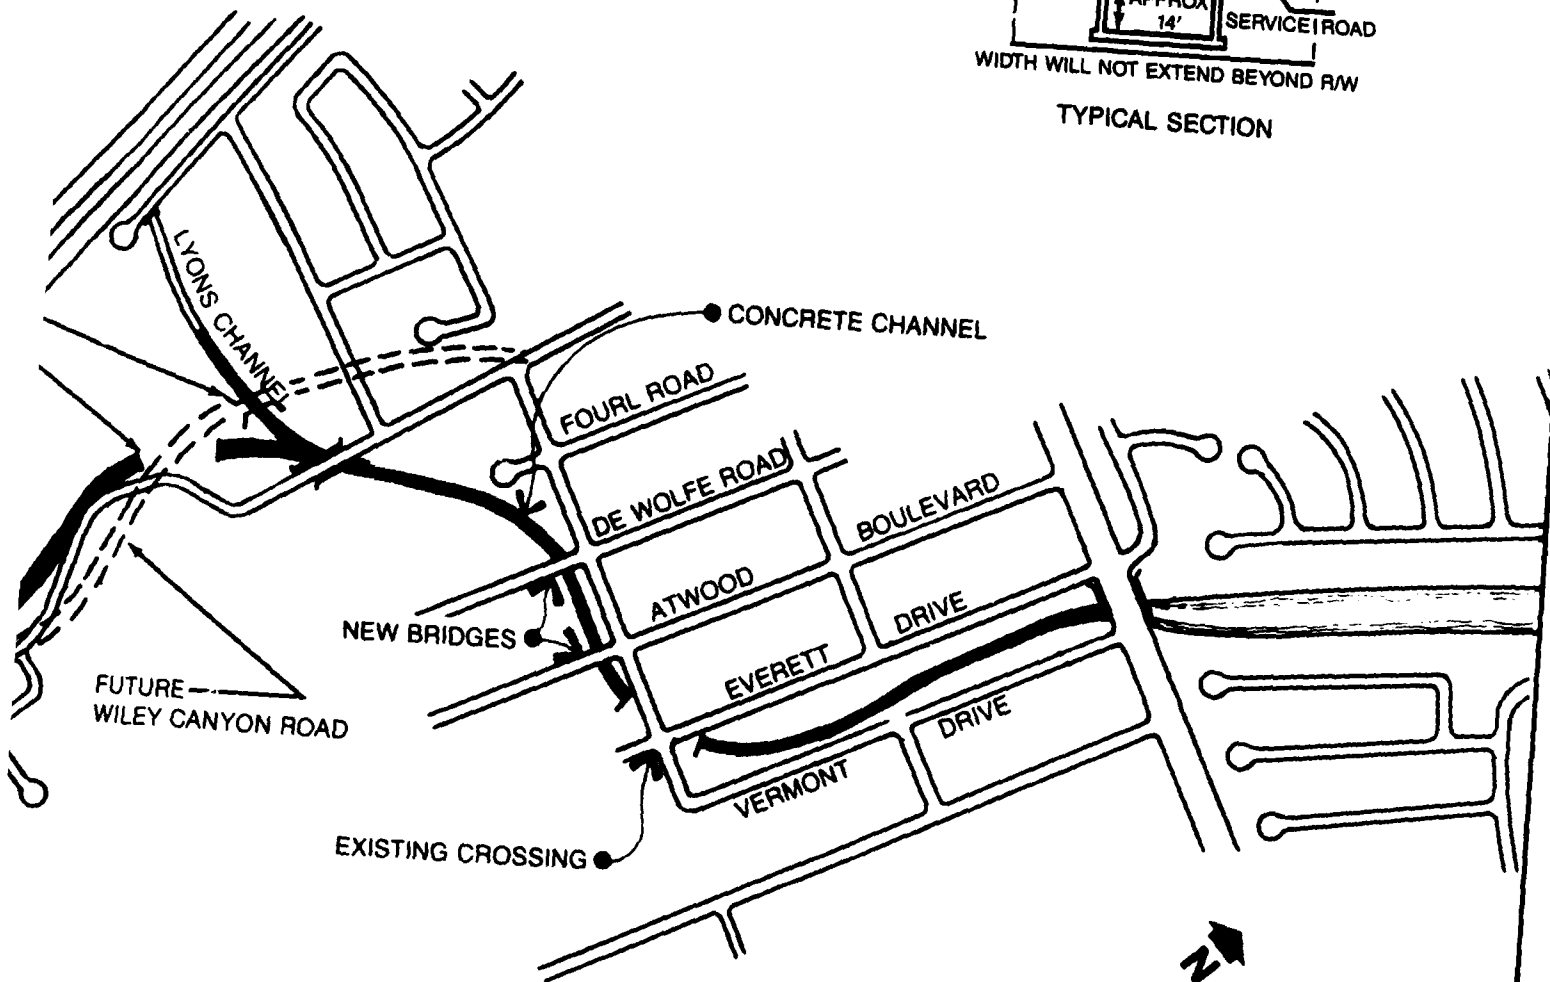 APPROX
14'
SERVICE ROAD
WIDTH WILL NOT EXTEND BEYOND R/W
TYPICAL SECTION
LYONS CHANNEL
CONCRETE CHANNEL
FOURL ROAD
DE WOLFE ROAD
BOULEVARD
ATWOOD
DRIVE
NEW BRIDGES
EVERETT
FUTURE
WILEY CANYON ROAD
DRIVE
VERMONT
EXISTING CROSSING
N